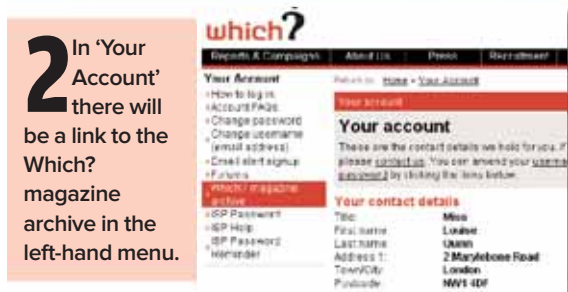 2 In ‘Your
Account’
there will
be a link to the
Which?
magazine
archive in the
left-hand menu.
which?
Reports & Campaigns About Us Press Recruitment
Your Account
How to log in
Account FAQs
Change password
Change username
(email address)
Email alert signup
Forums
Which? magazine
archive
ISP Password
ISP Help
ISP Password
Reminder
Return to: Home • Your Account
Your account
Your account
These are the contact details we hold for you. If
please contact us. You can amend your
password by clicking the links below.
Your contact details
Title: Miss
First name Louise
Last name Quinn
Address 1: 2 Marylebone Road
Town/City London
Postcode NW1 4DF